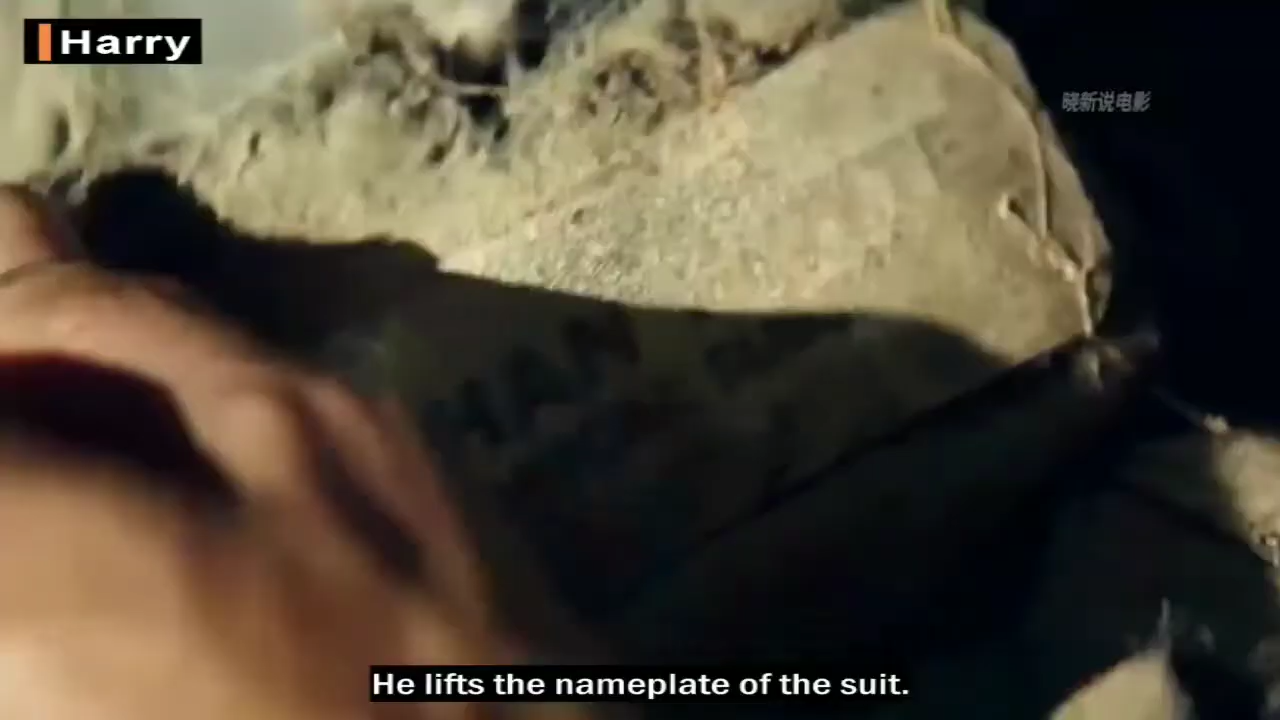 Harry
晓新说电影
He lifts the nameplate of the suit.